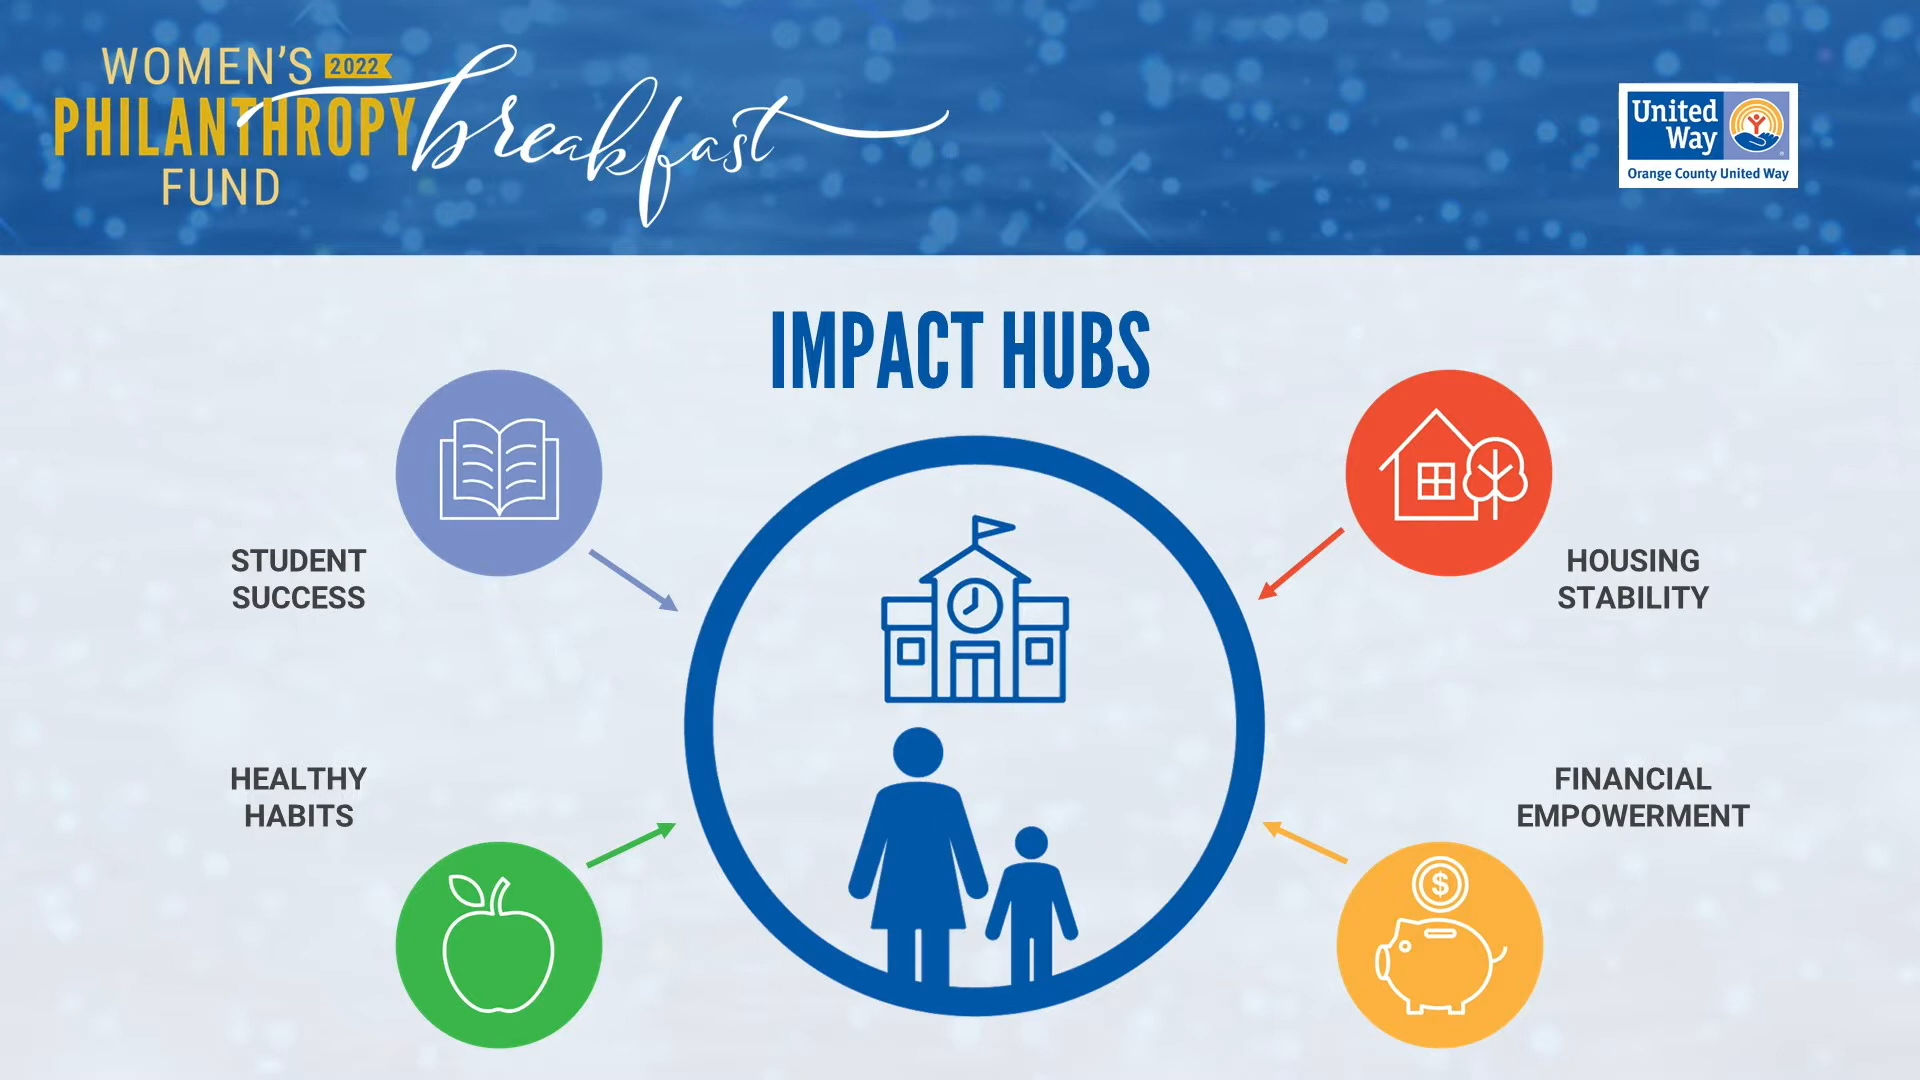 WOMEN'S 2022
PHILANTHROPY breakfast
FUND
United
Way
Orange County United Way
IMPACT HUBS
STUDENT
SUCCESS
HOUSING
STABILITY
HEALTHY
HABITS
FINANCIAL
EMPOWERMENT
$